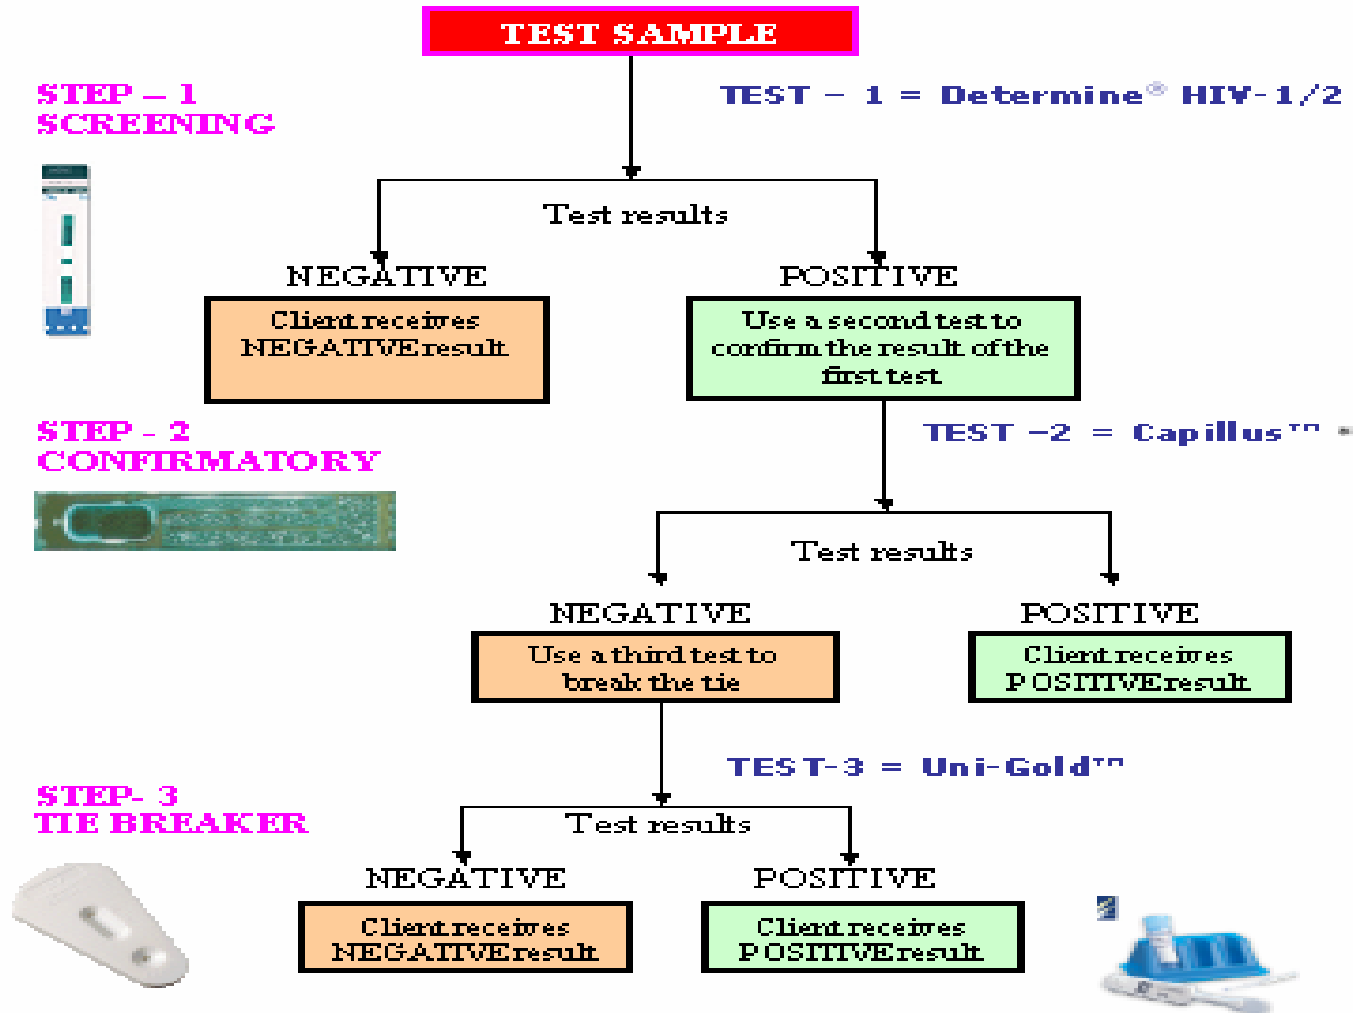 TEST SAMPLE
STEP – 1
SCREENING
TEST – 1 = Determine® HIV-1/2
Test results
NEGATIVE
Client receives
NEGATIVE result
POSITIVE
Use a second test to
confirm the result of the
first test
STEP - 2
CONFIRMATORY
TEST –2 = Capillus™
Test results
NEGATIVE
Use a third test to
break the tie
POSITIVE
Client receives
POSITIVE result
TEST-3 = Uni-Gold™
STEP- 3
TIE BREAKER
Test results
NEGATIVE
Client receives
NEGATIVE result
POSITIVE
Client receives
POSITIVE result